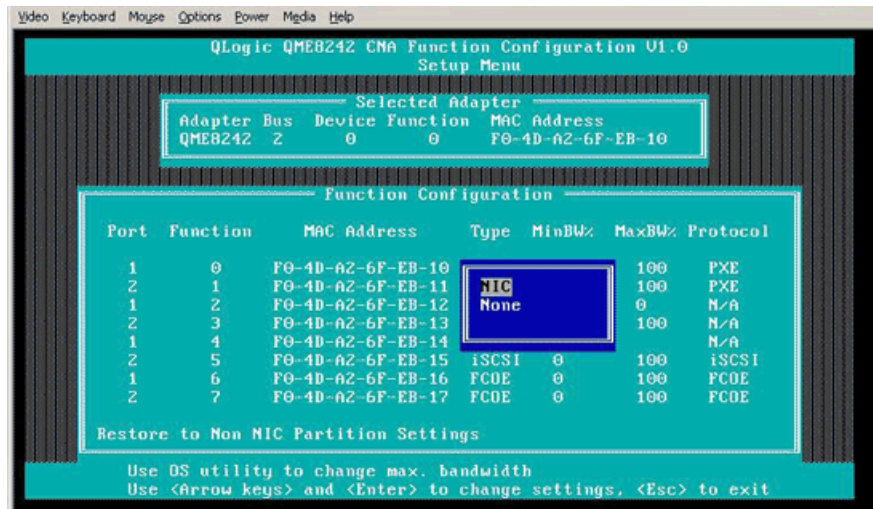 Video Keyboard Mouse Options Power Media Help
QLogic QME8242 CNA Function Configuration V1.0
Setup Menu
Selected Adapter
Adapter Bus Device Function MAC Address
QME8242 2 0 0 F0-4D-A2-6F-EB-10
Function Configuration
Port Function MAC Address Type MinBW% MaxBW% Protocol
1 0 F0-4D-A2-6F-EB-10 100 PXE
2 1 F0-4D-A2-6F-EB-11 NIC 100 PXE
1 2 F0-4D-A2-6F-EB-12 None 0 N/A
2 3 F0-4D-A2-6F-EB-13 100 N/A
1 4 F0-4D-A2-6F-EB-14 N/A
2 5 F0-4D-A2-6F-EB-15 iSCSI 0 100 iSCSI
1 6 F0-4D-A2-6F-EB-16 FCOE 0 100 FCOE
2 7 F0-4D-A2-6F-EB-17 FCOE 0 100 FCOE
Restore to Non NIC Partition Settings
Use OS utility to change max. bandwidth
Use <Arrow keys> and <Enter> to change settings, <Esc> to exit